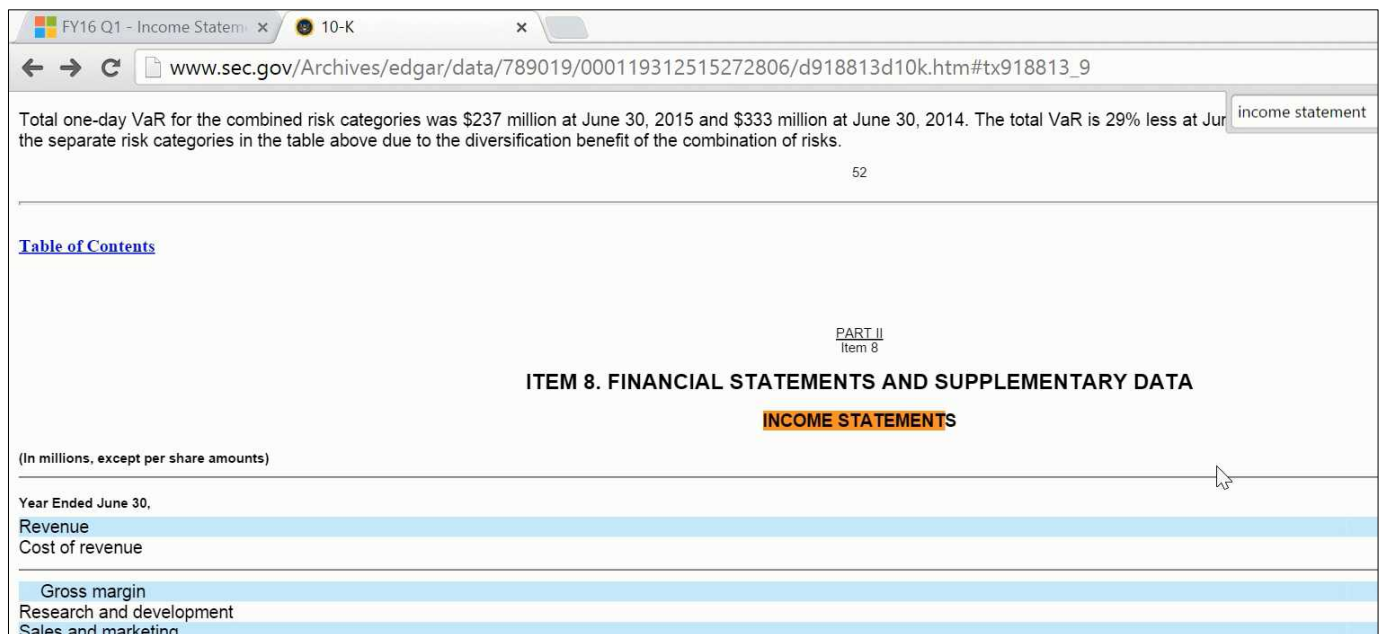 FY16 Q1 - Income Statem
10-K
www.sec.gov/Archives/edgar/data/789019/000119312515272806/d918813d10k.htm#tx918813_9
income statement
Total one-day VaR for the combined risk categories was $237 million at June 30, 2015 and $333 million at June 30, 2014. The total VaR is 29% less at Jun
the separate risk categories in the table above due to the diversification benefit of the combination of risks.
52
Table of Contents
PART II
Item 8
ITEM 8. FINANCIAL STATEMENTS AND SUPPLEMENTARY DATA
INCOME STATEMENTS
(In millions, except per share amounts)
Year Ended June 30,
Revenue
Cost of revenue
Gross margin
Research and development
Sales and marketing